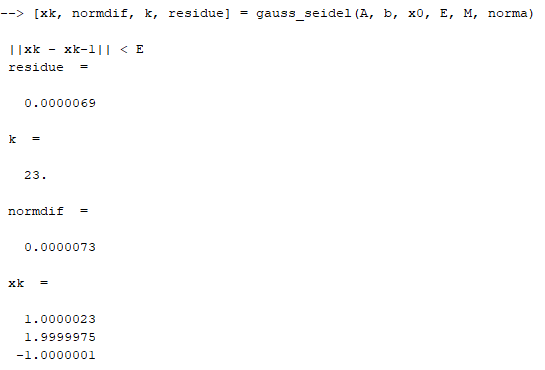 --> [xk, normdif, k, residue] = gauss_seidel(A, b, x0, E, M, norma)
||xk - xk-1|| < E
residue =
0.0000069
k =
23.
normdif =
0.0000073
xk =
1.0000023
1.9999975
-1.0000001